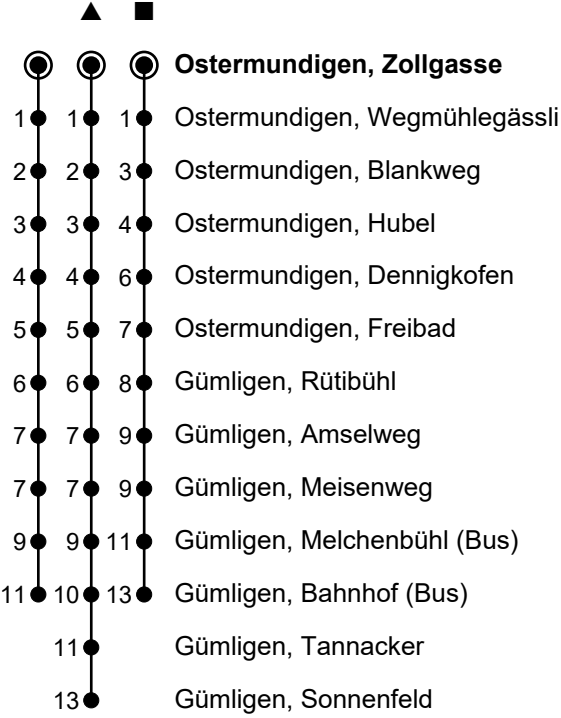 ▲ ■
Ostermundigen, Zollgasse
1 1 1 Ostermundigen, Wegmühlegässli
2 2 3 Ostermundigen, Blankweg
3 3 4 Ostermundigen, Hubel
4 4 6 Ostermundigen, Dennigkofen
5 5 7 Ostermundigen, Freibad
6 6 8 Gümligen, Rütibühl
7 7 9 Gümligen, Amselweg
7 7 9 Gümligen, Meisenweg
9 9 11 Gümligen, Melchenbühl (Bus)
11 10 13 Gümligen, Bahnhof (Bus)
11 Gümligen, Tannacker
13 Gümligen, Sonnenfeld